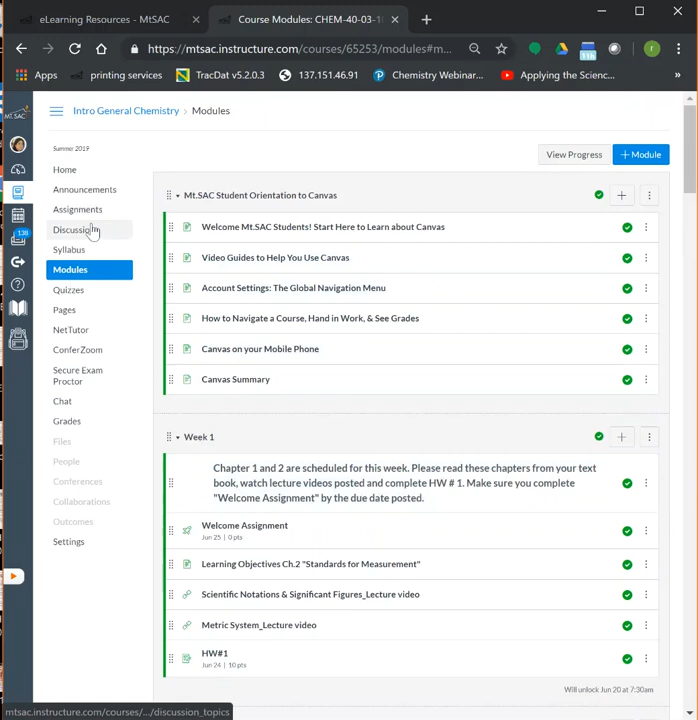 eLearning Resources - MtSAC
Course Modules: CHEM-40-03-1
https://mtsac.instructure.com/courses/65253/modules#m...
r
Apps
printing services
TracDat v5.2.0.3
137.151.46.91
Chemistry Webinar...
Applying the Scienc...
»
11th
MT.SAC
Intro General Chemistry > Modules
Summer 2019
View Progress
+ Module
Home
Announcements
Assignments
Discussio
Syllabus
Modules
Quizzes
Pages
NetTutor
ConferZoom
Secure Exam
Proctor
Chat
Grades
Files
People
Conferences
Collaborations
Outcomes
Settings
138
Mt.SAC Student Orientation to Canvas
Welcome Mt.SAC Students! Start Here to Learn about Canvas
Video Guides to Help You Use Canvas
Account Settings: The Global Navigation Menu
How to Navigate a Course, Hand in Work, & See Grades
Canvas on your Mobile Phone
Canvas Summary
Week 1
Chapter 1 and 2 are scheduled for this week. Please read these chapters from your text
book, watch lecture videos posted and complete HW # 1. Make sure you complete
"Welcome Assignment" by the due date posted.
Welcome Assignment
Jun 25 | 0 pts
Learning Objectives Ch.2 "Standards for Measurement"
Scientific Notations & Significant Figures_Lecture video
Metric System_Lecture video
HW#1
Jun 24 | 10 pts
Will unlock Jun 20 at 7:30am
mtsac.instructure.com/courses/.../discussion_topics